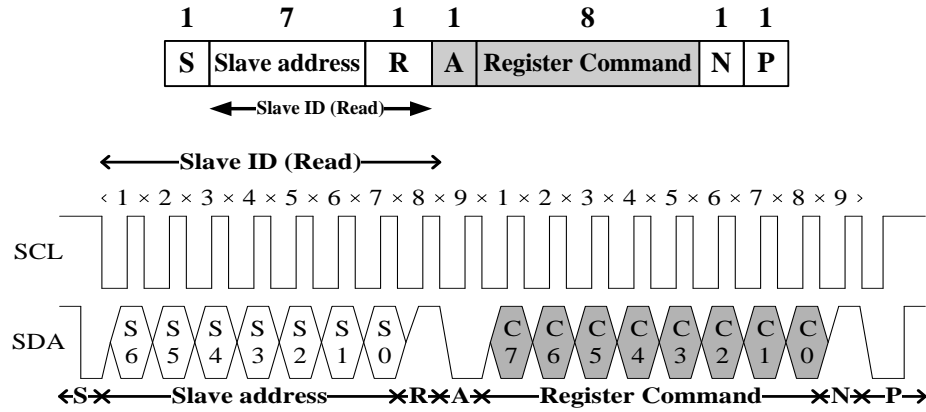 1 7 1 1 8 1 1
S Slave address R A Register Command N P
Slave ID (Read)
Slave ID (Read)
‹ 1 × 2 × 3 × 4 × 5 × 6 × 7 × 8 × 9 × 1 × 2 × 3 × 4 × 5 × 6 × 7 × 8 × 9 ›
SCL
SDA
S S S S S S S C C C C C C C C
6 5 4 3 2 1 0 7 6 5 4 3 2 1 0
S Slave address R A Register Command N P